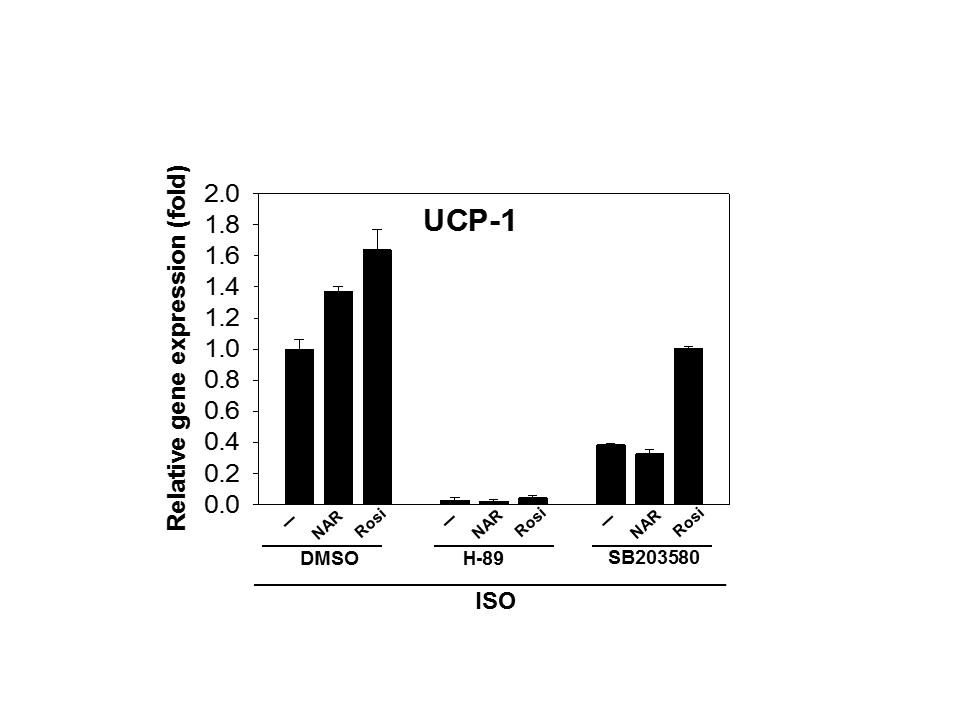 Relative gene expression (fold)
UCP-1
2.0
1.8
1.6
1.4
1.2
1.0
0.8
0.6
0.4
0.2
0.0
– NAR Rosi – NAR Rosi – NAR Rosi
DMSO H-89 SB203580
ISO